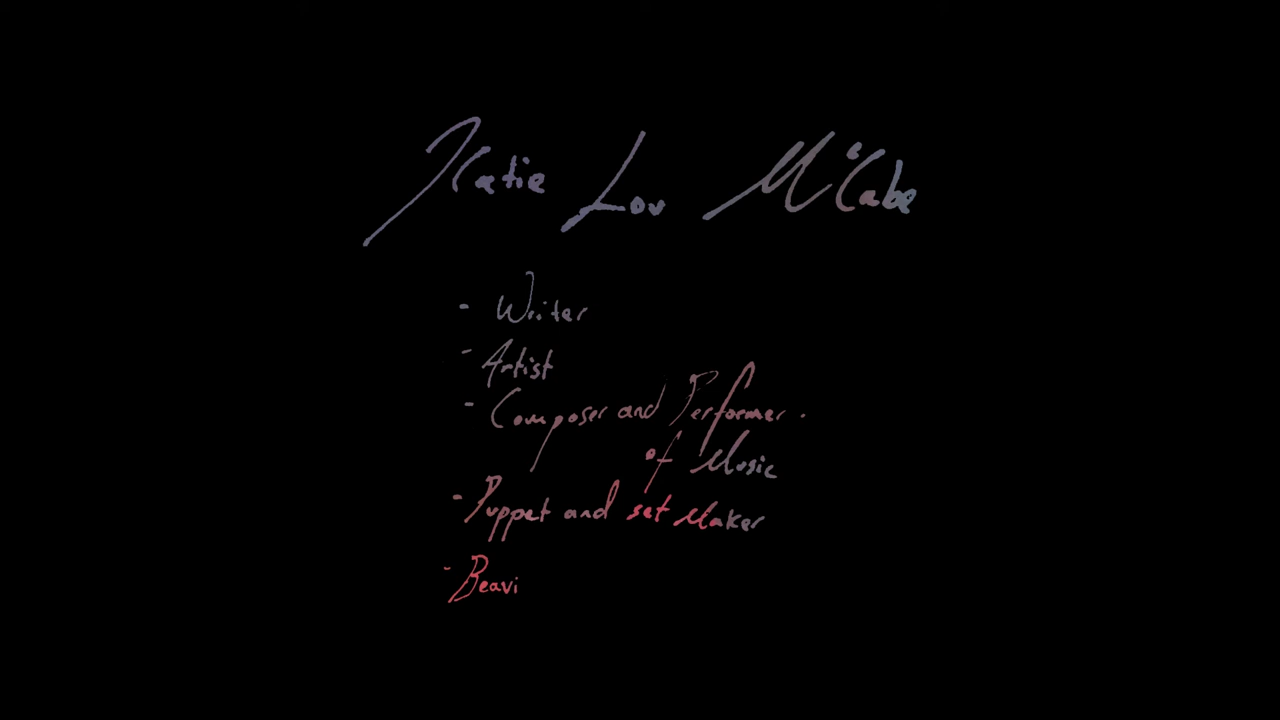 Katie Lou McCabe
- Writer
- Artist
- Composer and Performer.
of Music
- Puppet and set Maker
- Beavi